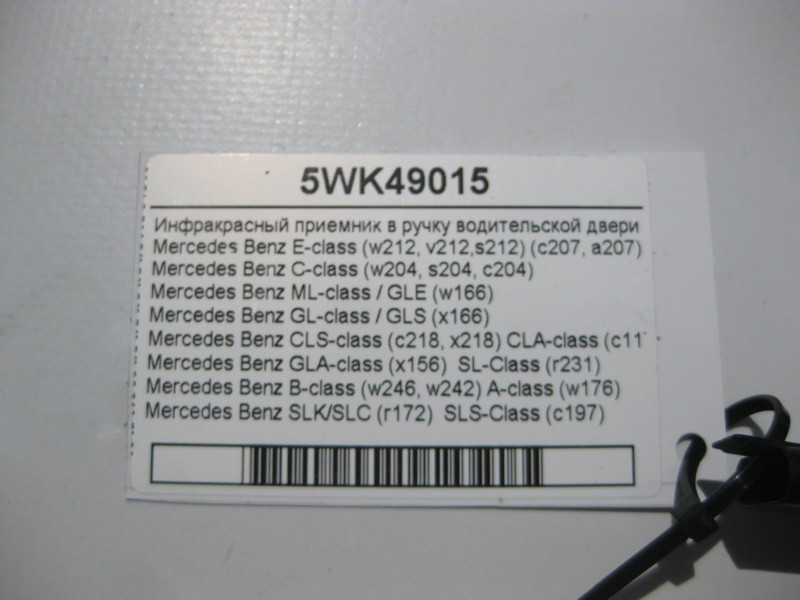 5WK49015
Инфракрасный приемник в ручку водительской двери
Mercedes Benz E-class (w212, v212,s212) (c207, a207)
Mercedes Benz C-class (w204, s204, c204)
Mercedes Benz ML-class / GLE (w166)
Mercedes Benz GL-class / GLS (x166)
Mercedes Benz CLS-class (c218, x218) CLA-class (c11
Mercedes Benz GLA-class (x156) SL-Class (r231)
Mercedes Benz B-class (w246, w242) A-class (w176)
Mercedes Benz SLK/SLC (r172) SLS-Class (c197)